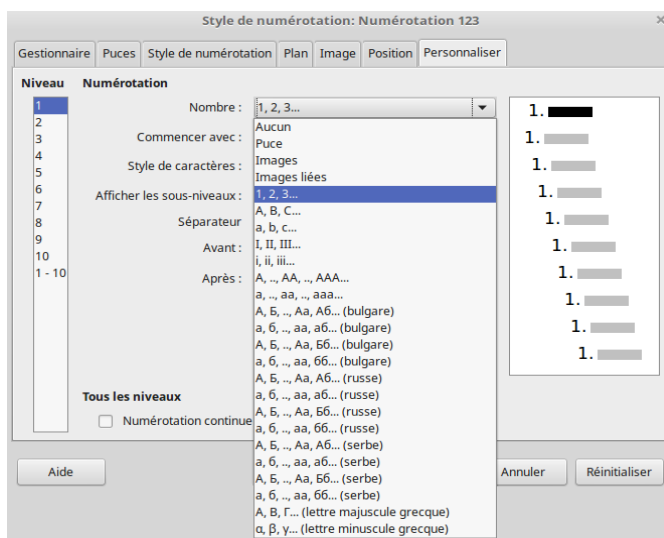 Style de numérotation: Numérotation 123
Gestionnaire Puces Style de numérotation Plan Image Position Personnaliser
Niveau
1
2
3
4
5
6
7
8
9
10
1 - 10
Numérotation
Nombre : 1, 2, 3...
Commencer avec :
Style de caractères :
Afficher les sous-niveaux :
Séparateur
Avant :
Après :
Aucun
Puce
Images
Images liées
1, 2, 3...
A, B, C...
a, b, c...
I, II, III...
i, ii, iii...
A, .., AA, .., AAA...
a, .., aa, .., aaa...
А, Б, .., Аа, Аб... (bulgare)
а, б, .., аа, аб... (bulgare)
А, Б, .., Аа, Бб... (bulgare)
а, б, .., аа, бб... (bulgare)
А, Б, .., Аа, Аб... (russe)
а, б, .., аа, аб... (russe)
А, Б, .., Аа, Бб... (russe)
а, б, .., аа, бб... (russe)
А, Б, .., Аа, Аб... (serbe)
а, б, .., аа, аб... (serbe)
А, Б, .., Аа, Бб... (serbe)
а, б, .., аа, бб... (serbe)
Α, Β, Γ... (lettre majuscule grecque)
α, β, γ... (lettre minuscule grecque)
1.
1.
1.
1.
1.
1.
1.
1.
1.
1.
Tous les niveaux
Numérotation continue
Aide
Annuler
Réinitialiser